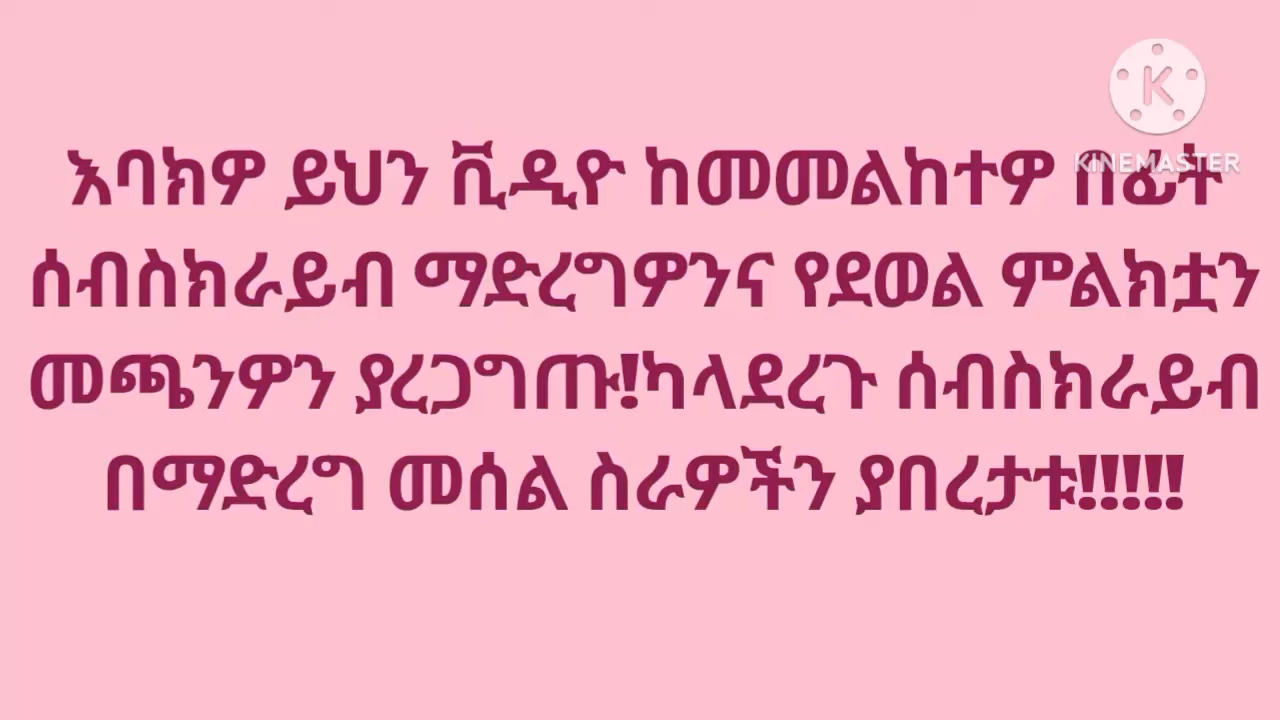 KINEMASTER
እባክዎ ይህን ቪዲዮ ከመመልከተዎ በፊት
ሰብስክራይብ ማድረግዎንና የደወል ምልክቷን
መጫንዎን ያረጋግጡ!ካላደረጉ ሰብስክራይብ
በማድረግ መሰል ስራዎችን ያበረታቱ!!!!!